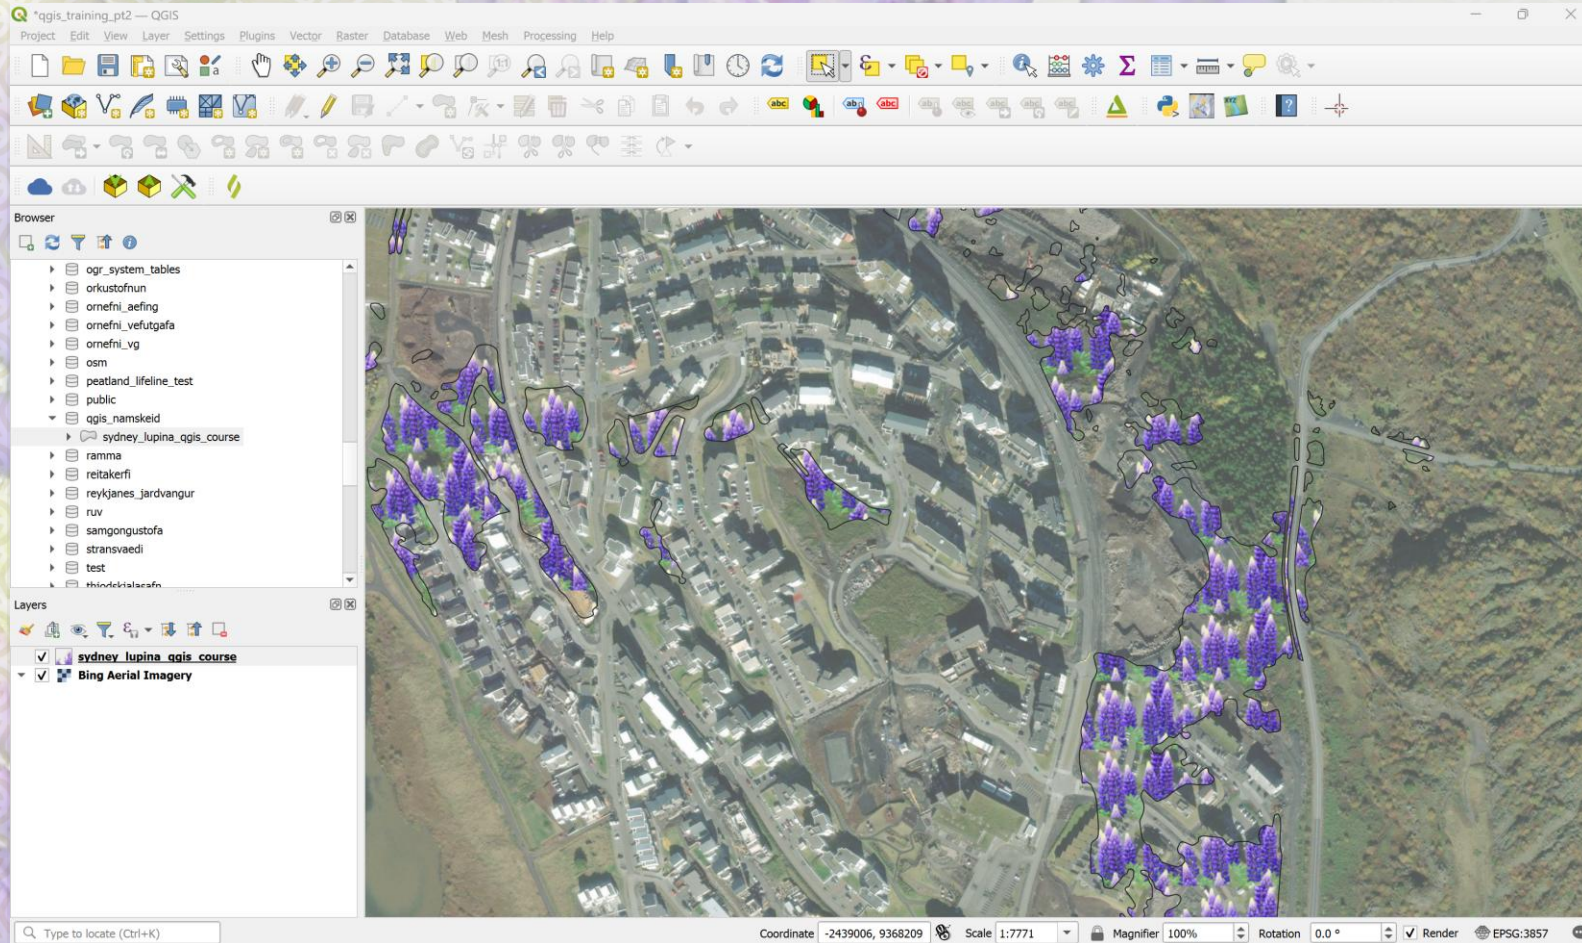 *qgis_training_pt2 — QGIS
Project Edit View Layer Settings Plugins Vector Raster Database Web Mesh Processing Help
Browser
ogr_system_tables
orkustofnun
ornefni_aefing
ornefni_vefutgafa
ornefni_vg
osm
peatland_lifeline_test
public
qgis_namskeid
sydney_lupina_qgis_course
ramma
reitakerfi
reykjanes_jardvangur
ruv
samgongustofa
stransvaedi
test
Layers
sydney_lupina_qgis_course
Bing Aerial Imagery
Type to locate (Ctrl+K) Coordinate -2439006, 9368209 Scale 1:7771 Magnifier 100% Rotation 0.0 ° Render EPSG:3857